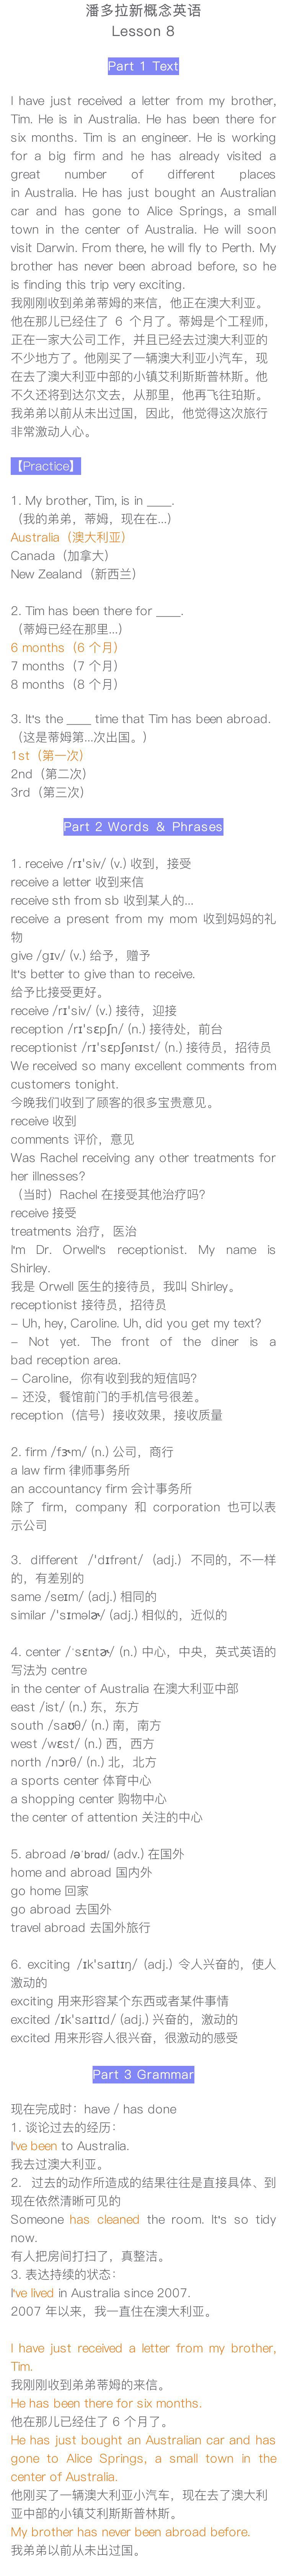 潘多拉新概念英语
Lesson 8
Part 1 Text
I have just received a letter from my brother,
Tim. He is in Australia. He has been there for
six months. Tim is an engineer. He is working
for a big firm and he has already visited a
great number of different places
in Australia. He has just bought an Australian
car and has gone to Alice Springs, a small
town in the center of Australia. He will soon
visit Darwin. From there, he will fly to Perth. My
brother has never been abroad before, so he
is finding this trip very exciting.
我刚刚收到弟弟蒂姆的来信，他正在澳大利亚。
他在那儿已经住了 6 个月了。蒂姆是个工程师，
正在一家大公司工作，并且已经去过澳大利亚的
不少地方了。他刚买了一辆澳大利亚小汽车，现
在去了澳大利亚中部的小镇艾利斯斯普林斯。他
不久还将到达尔文去，从那里，他再飞往珀斯。
我弟弟以前从未出过国，因此，他觉得这次旅行
非常激动人心。
【Practice】
1. My brother, Tim, is in ____.
（我的弟弟，蒂姆，现在在...）
Australia（澳大利亚）
Canada（加拿大）
New Zealand（新西兰）
2. Tim has been there for ____.
（蒂姆已经在那里...）
6 months（6 个月）
7 months（7 个月）
8 months（8 个月）
3. It's the ____ time that Tim has been abroad.
（这是蒂姆第...次出国。）
1st（第一次）
2nd（第二次）
3rd（第三次）
Part 2 Words & Phrases
1. receive /rɪ'siv/ (v.) 收到，接受
receive a letter 收到来信
receive sth from sb 收到某人的...
receive a present from my mom 收到妈妈的礼
物
give /gɪv/ (v.) 给予，赠予
It's better to give than to receive.
给予比接受更好。
receive /rɪ'siv/ (v.) 接待，迎接
reception /rɪ'sɛpʃn/ (n.) 接待处，前台
receptionist /rɪ'sɛpʃənɪst/ (n.) 接待员，招待员
We received so many excellent comments from
customers tonight.
今晚我们收到了顾客的很多宝贵意见。
receive 收到
comments 评价，意见
Was Rachel receiving any other treatments for
her illnesses?
（当时）Rachel 在接受其他治疗吗？
receive 接受
treatments 治疗，医治
I'm Dr. Orwell's receptionist. My name is
Shirley.
我是 Orwell 医生的接待员，我叫 Shirley。
receptionist 接待员，招待员
– Uh, hey, Caroline. Uh, did you get my text?
– Not yet. The front of the diner is a
bad reception area.
– Caroline，你有收到我的短信吗？
– 还没，餐馆前门的手机信号很差。
reception（信号）接收效果，接收质量
2. firm /fɝm/ (n.) 公司，商行
a law firm 律师事务所
an accountancy firm 会计事务所
除了 firm，company 和 corporation 也可以表
示公司
3. different /'dɪfrənt/ (adj.) 不同的，不一样
的，有差别的
same /seɪm/ (adj.) 相同的
similar /'sɪməlɚ/ (adj.) 相似的，近似的
4. center /ˈsɛntɚ/ (n.) 中心，中央，英式英语的
写法为 centre
in the center of Australia 在澳大利亚中部
east /ist/ (n.) 东，东方
south /saʊθ/ (n.) 南，南方
west /wɛst/ (n.) 西，西方
north /nɔrθ/ (n.) 北，北方
a sports center 体育中心
a shopping center 购物中心
the center of attention 关注的中心
5. abroad /əˈbrɑd/ (adv.) 在国外
home and abroad 国内外
go home 回家
go abroad 去国外
travel abroad 去国外旅行
6. exciting /ɪk'saɪtɪŋ/ (adj.) 令人兴奋的，使人
激动的
exciting 用来形容某个东西或者某件事情
excited /ɪk'saɪtɪd/ (adj.) 兴奋的，激动的
excited 用来形容人很兴奋，很激动的感受
Part 3 Grammar
现在完成时：have / has done
1. 谈论过去的经历：
I've been to Australia.
我去过澳大利亚。
2. 过去的动作所造成的结果往往是直接具体、到
现在依然清晰可见的
Someone has cleaned the room. It's so tidy
now.
有人把房间打扫了，真整洁。
3. 表达持续的状态：
I've lived in Australia since 2007.
2007 年以来，我一直住在澳大利亚。
I have just received a letter from my brother,
Tim.
我刚刚收到弟弟蒂姆的来信。
He has been there for six months.
他在那儿已经住了 6 个月了。
He has just bought an Australian car and has
gone to Alice Springs, a small town in the
center of Australia.
他刚买了一辆澳大利亚小汽车，现在去了澳大利
亚中部的小镇艾利斯斯普林斯。
My brother has never been abroad before.
我弟弟以前从未出过国。